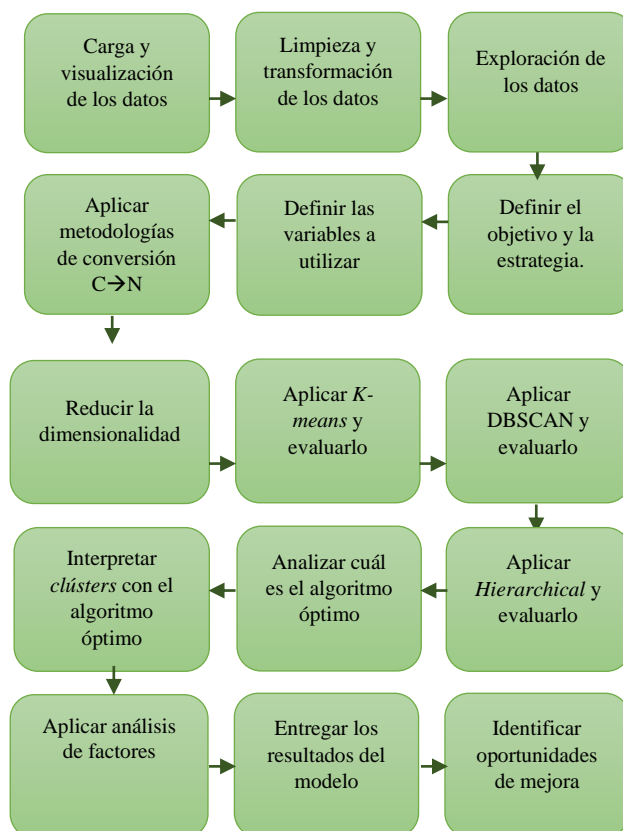 Carga y
visualización
de los datos
Limpieza y
transformación
de los datos
Exploración de
los datos
Definir el
objetivo y la
estrategia.
Definir las
variables a
utilizar
Aplicar
metodologías
de conversión
C→N
Reducir la
dimensionalidad
Aplicar K-
means y
evaluarlo
Aplicar
DBSCAN y
evaluarlo
Aplicar
Hierarchical y
evaluarlo
Analizar cuál
es el algoritmo
óptimo
Interpretar
clústers con el
algoritmo
óptimo
Aplicar análisis
de factores
Entregar los
resultados del
modelo
Identificar
oportunidades
de mejora